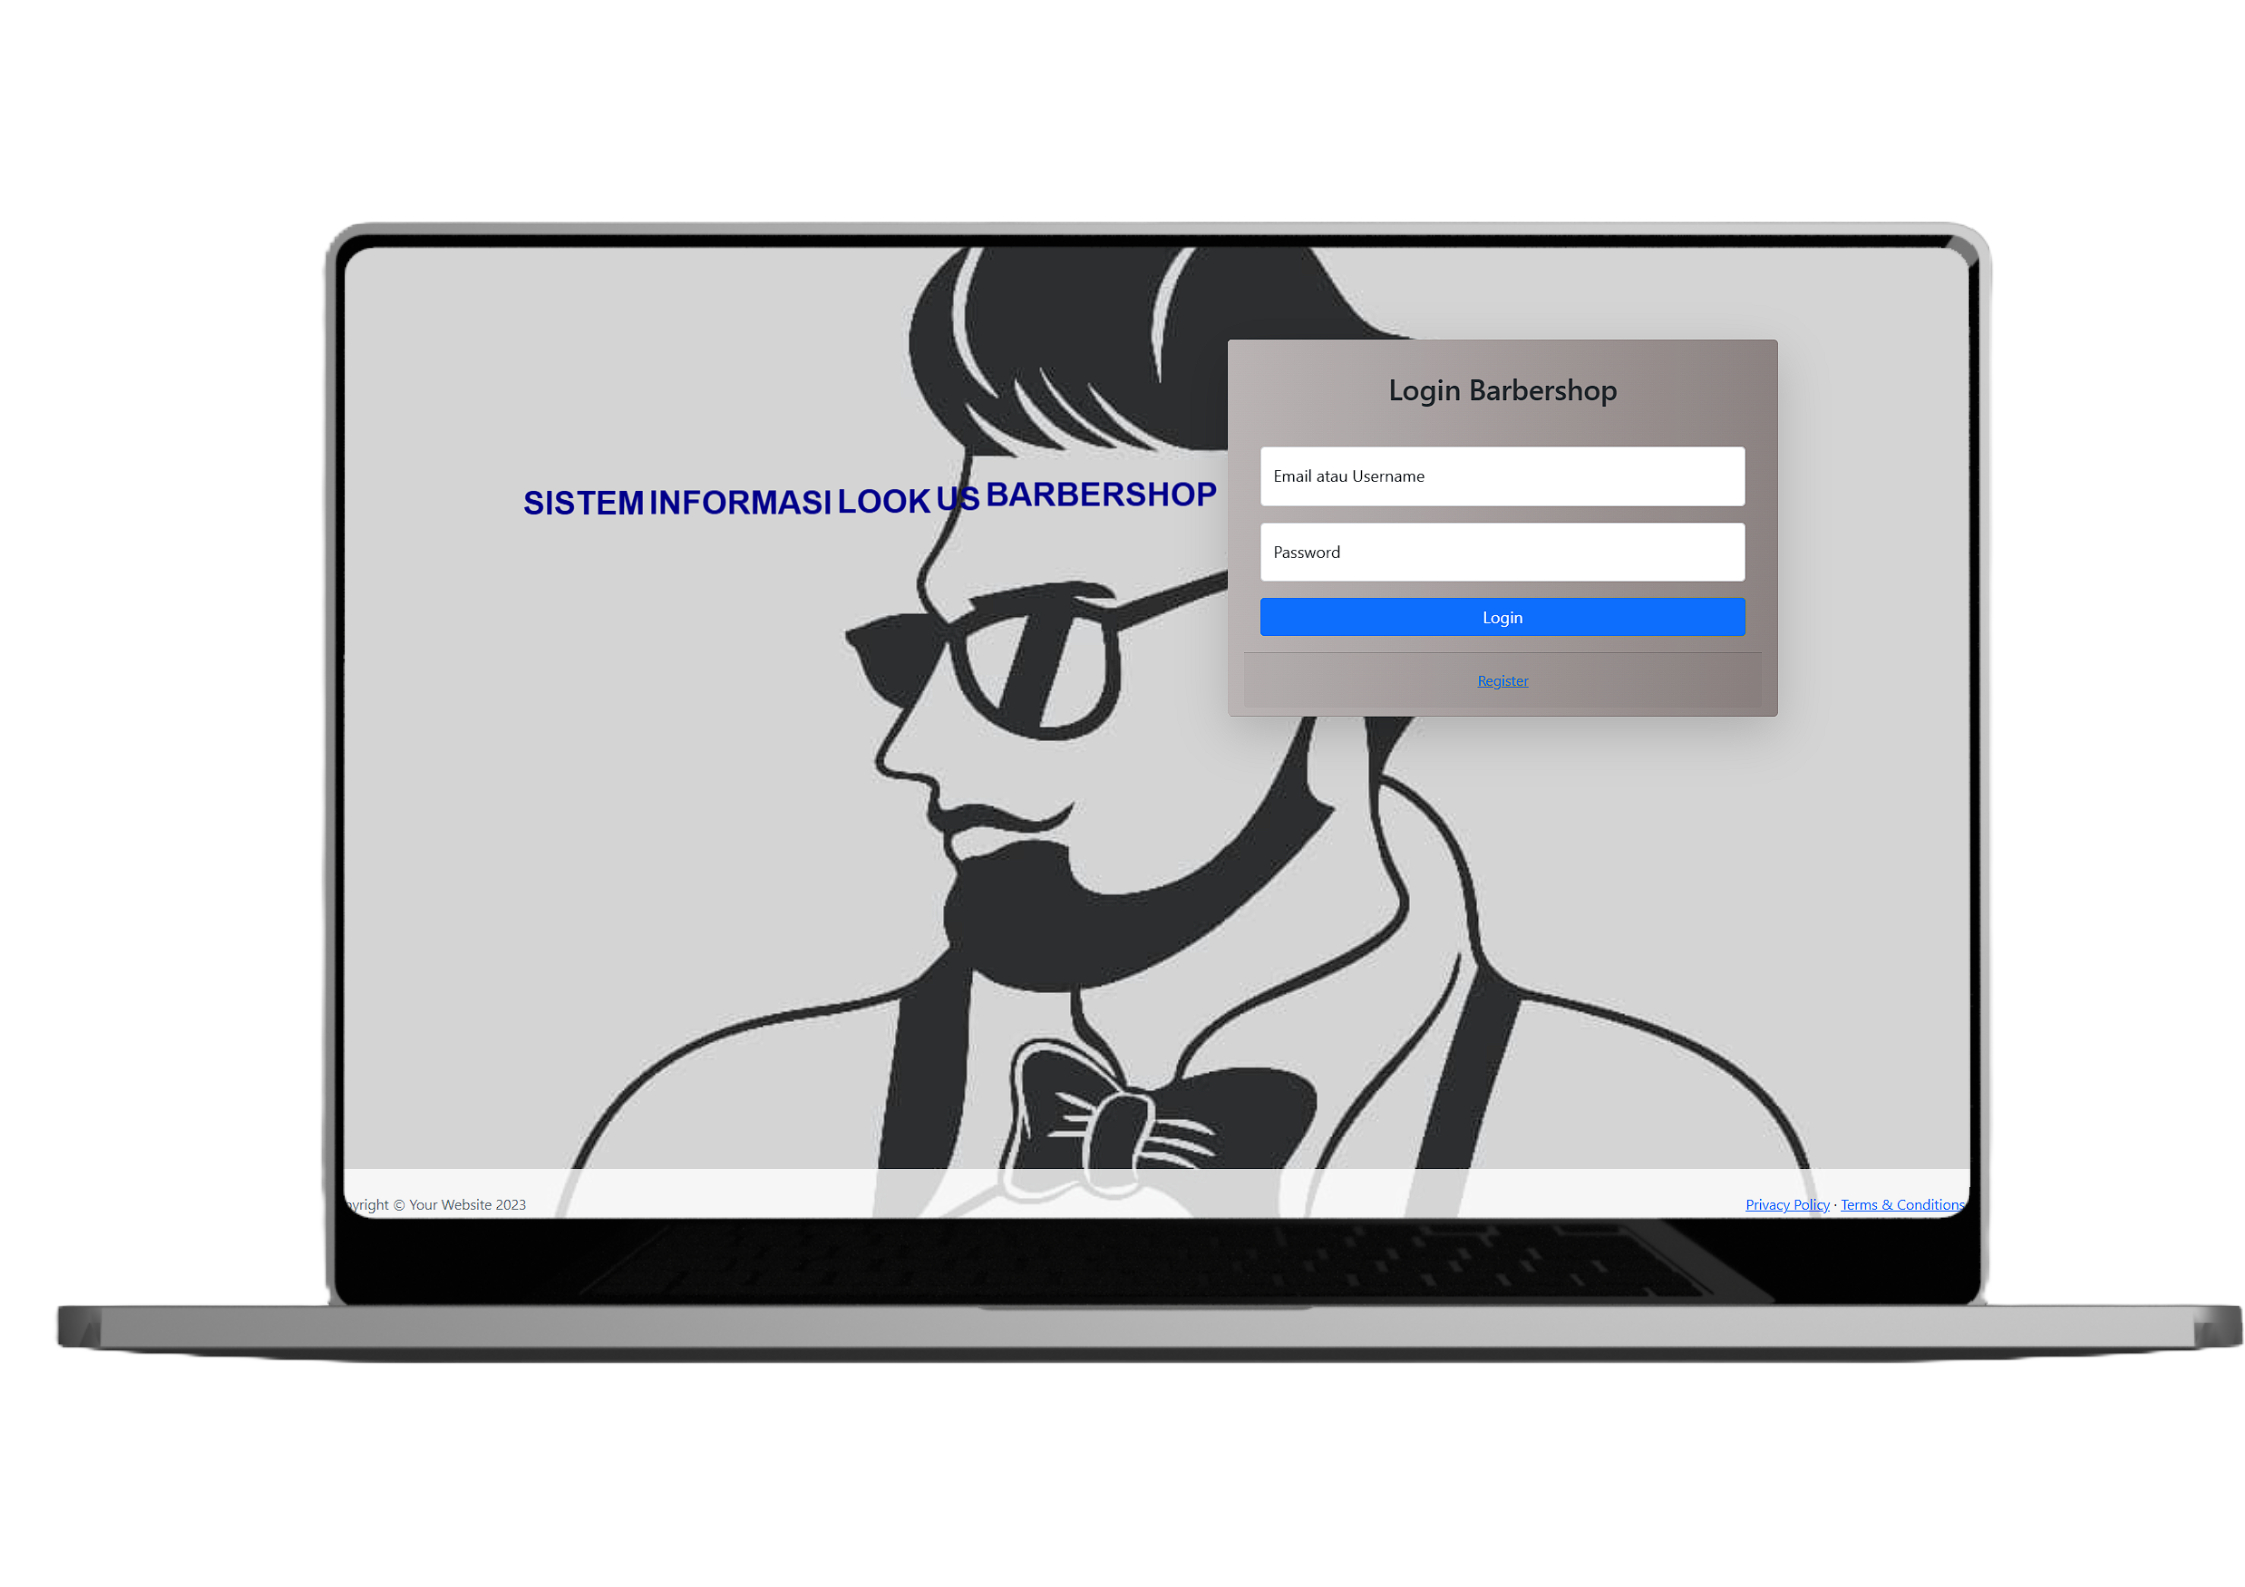 Login Barbershop
SISTEM INFORMASI LOOK US BARBERSHOP
Email atau Username
Password
Login
Register
pyright © Your Website 2023
Privacy Policy · Terms & Conditions